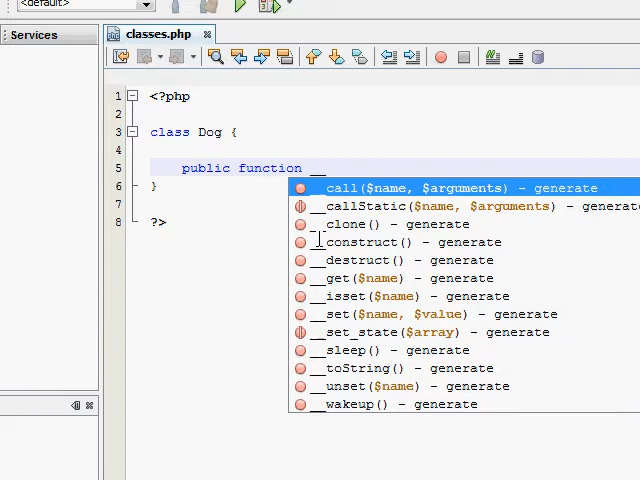 <default>
Services
classes.php
1 <?php
2
3 class Dog {
4
5 public function __
6 }
7
8 ?>
__call($name, $arguments) - generate
__callStatic($name, $arguments) - genera
__clone() - generate
__construct() - generate
__destruct() - generate
__get($name) - generate
__isset($name) - generate
__set($name, $value) - generate
__set_state($array) - generate
__sleep() - generate
__toString() - generate
__unset($name) - generate
__wakeup() - generate